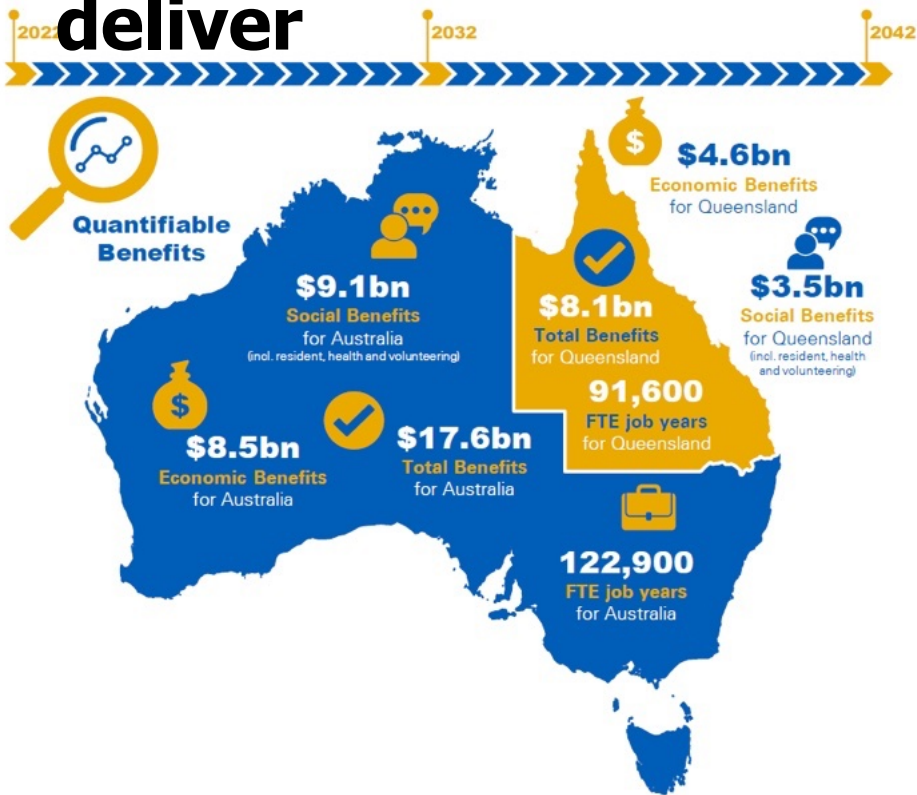 deliver
2022
2032
2042
Quantifiable
Benefits
$
$4.6bn
Economic Benefits
for Queensland
$9.1bn
Social Benefits
for Australia
(incl. resident, health and volunteering)
$8.1bn
Total Benefits
for Queensland
$3.5bn
Social Benefits
for Queensland
(incl. resident, health
and volunteering)
91,600
FTE job years
for Queensland
$
$8.5bn
Economic Benefits
for Australia
$17.6bn
Total Benefits
for Australia
122,900
FTE job years
for Australia